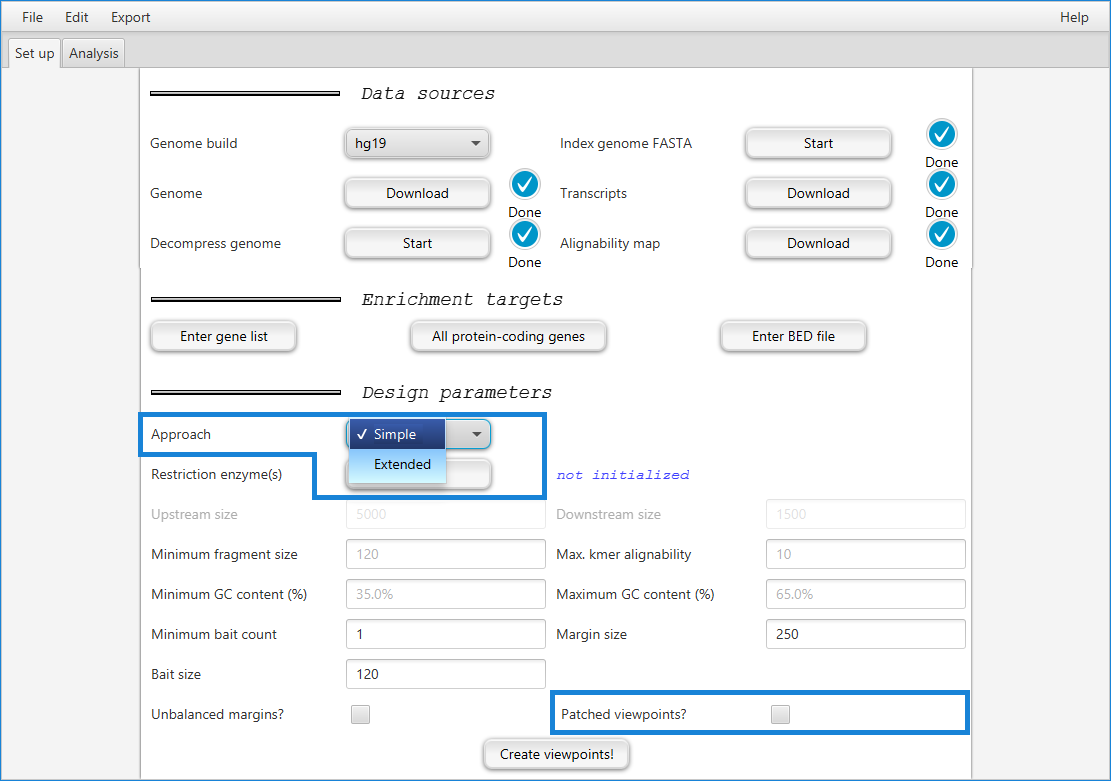 File Edit Export Help
Set up Analysis
Data sources
Genome build hg19 Index genome FASTA Start Done
Genome Download Done Transcripts Download Done
Decompress genome Start Done Alignability map Download Done
Enrichment targets
Enter gene list All protein-coding genes Enter BED file
Design parameters
Approach ✓ Simple
Extended
Restriction enzyme(s) not initialized
Upstream size 5000 Downstream size 1500
Minimum fragment size 120 Max. kmer alignability 10
Minimum GC content (%) 35.0% Maximum GC content (%) 65.0%
Minimum bait count 1 Margin size 250
Bait size 120
Unbalanced margins? Patched viewpoints?
Create viewpoints!